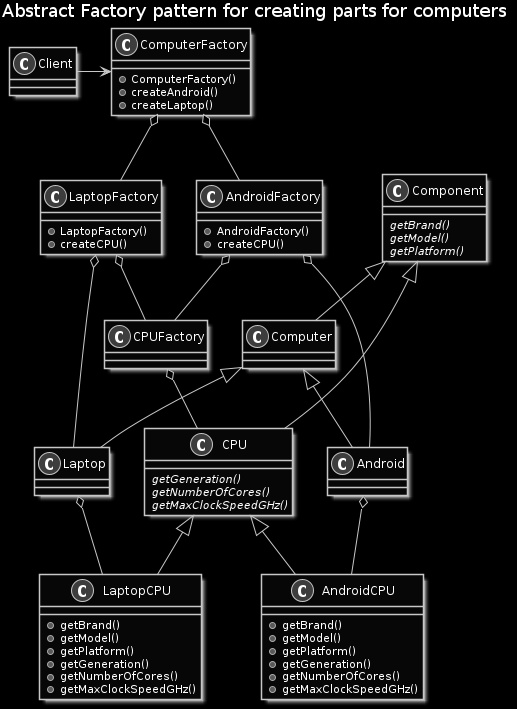 Abstract Factory pattern for creating parts for computers
C Client
C ComputerFactory
ComputerFactory()
createAndroid()
createLaptop()
C LaptopFactory
LaptopFactory()
createCPU()
C AndroidFactory
AndroidFactory()
createCPU()
C Component
getBrand()
getModel()
getPlatform()
C CPUFactory
C Computer
C Laptop
C CPU
getGeneration()
getNumberOfCores()
getMaxClockSpeedGHz()
C Android
C LaptopCPU
getBrand()
getModel()
getPlatform()
getGeneration()
getNumberOfCores()
getMaxClockSpeedGHz()
C AndroidCPU
getBrand()
getModel()
getPlatform()
getGeneration()
getNumberOfCores()
getMaxClockSpeedGHz()